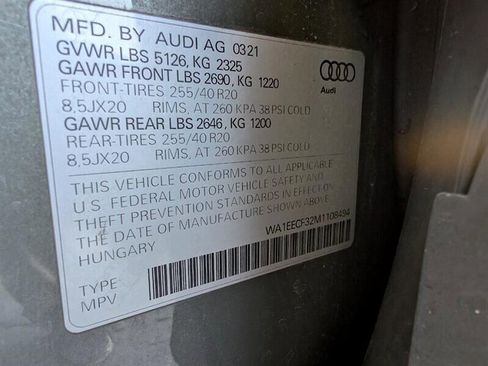 MFD. BY AUDI AG 03 21
GVWR LBS 5126, KG 2325
GAWR FRONT LBS 2690, KG 1220
FRONT-TIRES 255/40 R20
8,5JX20 RIMS, AT 260 KPA 38 PSI COLD
GAWR REAR LBS 2646, KG 1200
REAR-TIRES 255/40 R20
8,5JX20 RIMS, AT 260 KPA 38 PSI COLD
Audi
THIS VEHICLE CONFORMS TO ALL APPLICABLE
U.S. FEDERAL MOTOR VEHICLE SAFETY AND
THEFT PREVENTION STANDARDS IN EFFECT ON
THE DATE OF MANUFACTURE SHOWN ABOVE
HUNGARY
WA1EECF32M1108494
TYPE
MPV